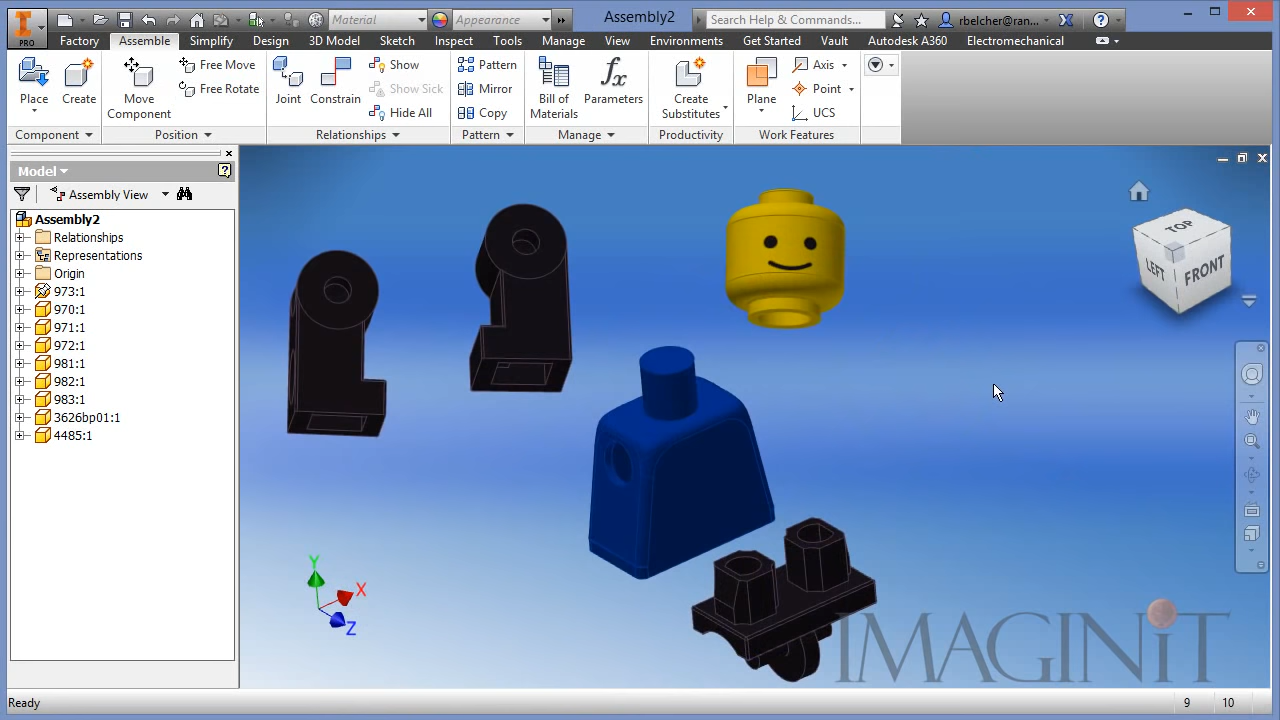 PRO
Material
Appearance
Assembly2
Search Help & Commands...
rbelcher@ran...
Factory Assemble Simplify Design 3D Model Sketch Inspect Tools Manage View Environments Get Started Vault Autodesk A360 Electromechanical
Place
Create
Move Component
Free Move
Free Rotate
Joint
Constrain
Show
Show Sick
Hide All
Pattern
Mirror
Copy
Bill of Materials
Parameters
Create Substitutes
Plane
Axis
Point
UCS
Component Position Relationships Pattern Manage Productivity Work Features
Model
Assembly View
Assembly2
Relationships
Representations
Origin
973:1
970:1
971:1
972:1
981:1
982:1
983:1
3626bp01:1
4485:1
TOP
LEFT
FRONT
Y
X
Z
IMAGINiT
Ready
9 10